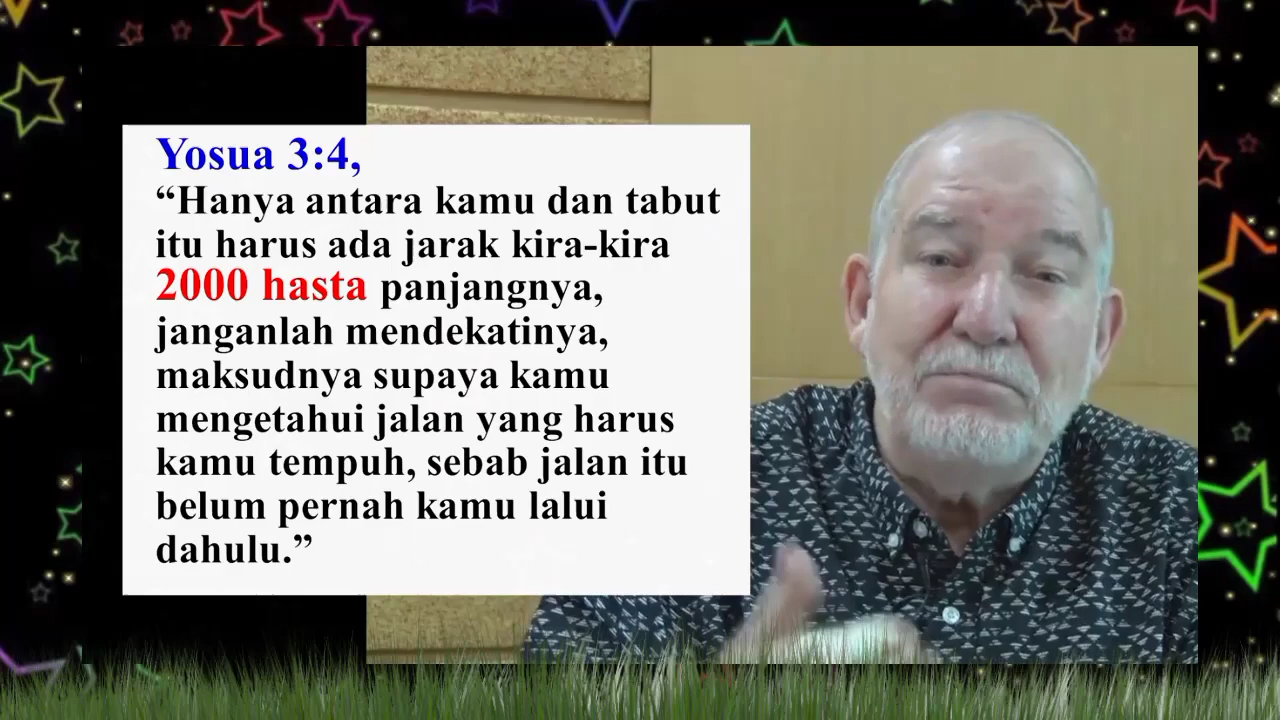 Yosua 3:4,
“Hanya antara kamu dan tabut
itu harus ada jarak kira-kira
2000 hasta panjangnya,
janganlah mendekatinya,
maksudnya supaya kamu
mengetahui jalan yang harus
kamu tempuh, sebab jalan itu
belum pernah kamu lalui
dahulu.”